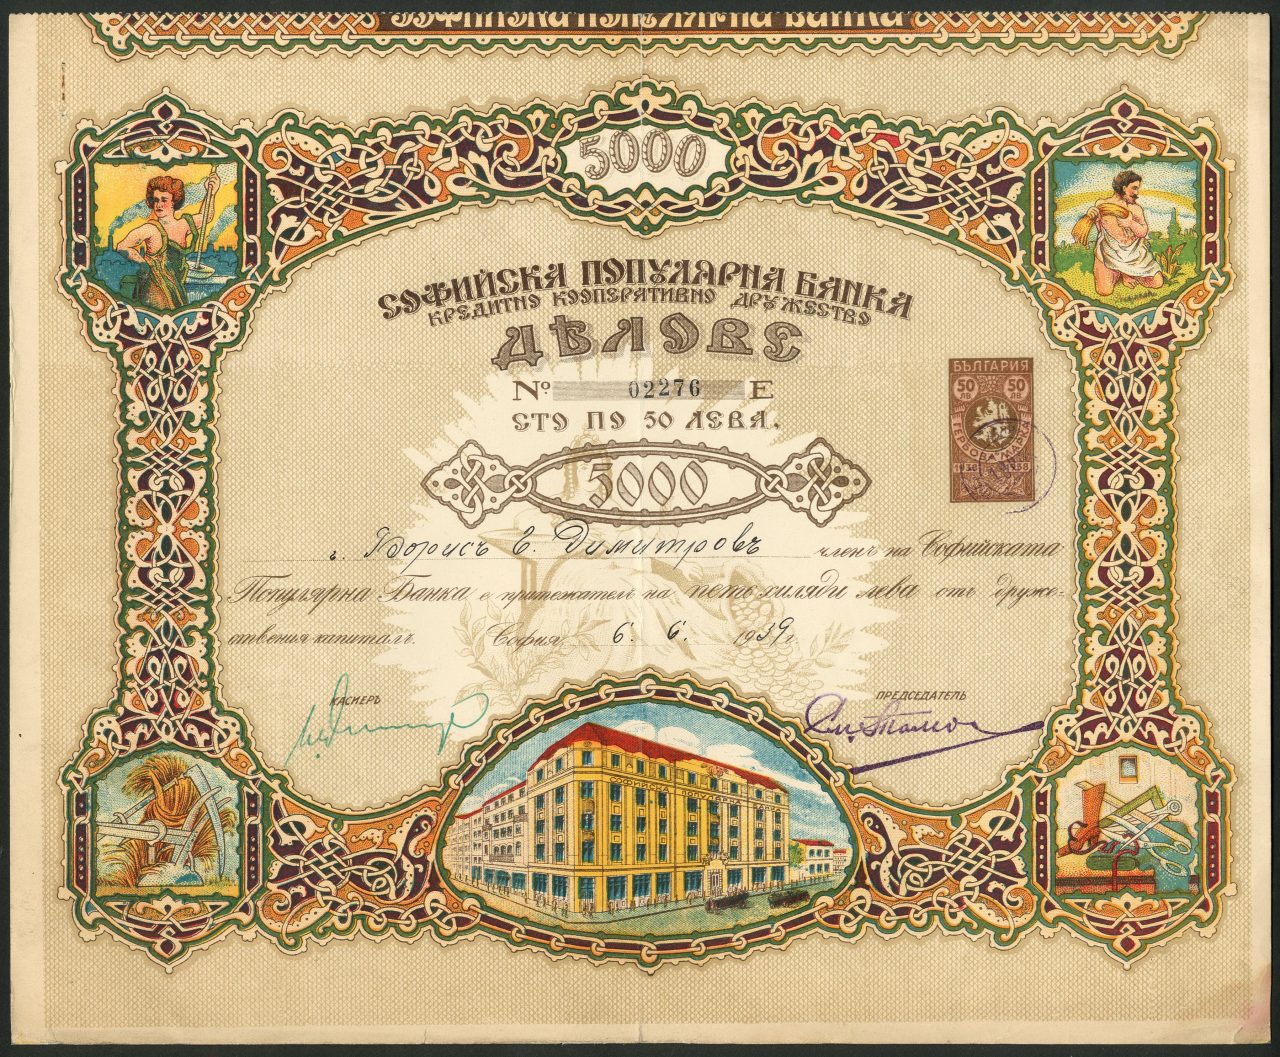 СОФИЙСКА ПОПУЛЯРНА БАНКА
5000
СОФИЙСКА ПОПУЛЯРНА БАНКА
КРЕДИТНО КООПЕРАТИВНО ДРУЖЕСТВО
ДѢЛОВЕ
№ 02276 Е
СТО ПО 50 ЛЕВА.
БЪЛГАРИЯ
50 50
ЛВ. ЛВ.
ГЕРБОВА МАРКА
1938 1938
5000
г. Борисъ Е. Димитровъ членъ на Софийската
Популярна Банка е притежатель на петь хиляди лева отъ друже-
ствения капиталъ. София 6. 6. 1939 г.
КАСИЕРЪ
ПРЕДСЕДАТЕЛЬ
СОФИЙСКА ПОПУЛЯРНА